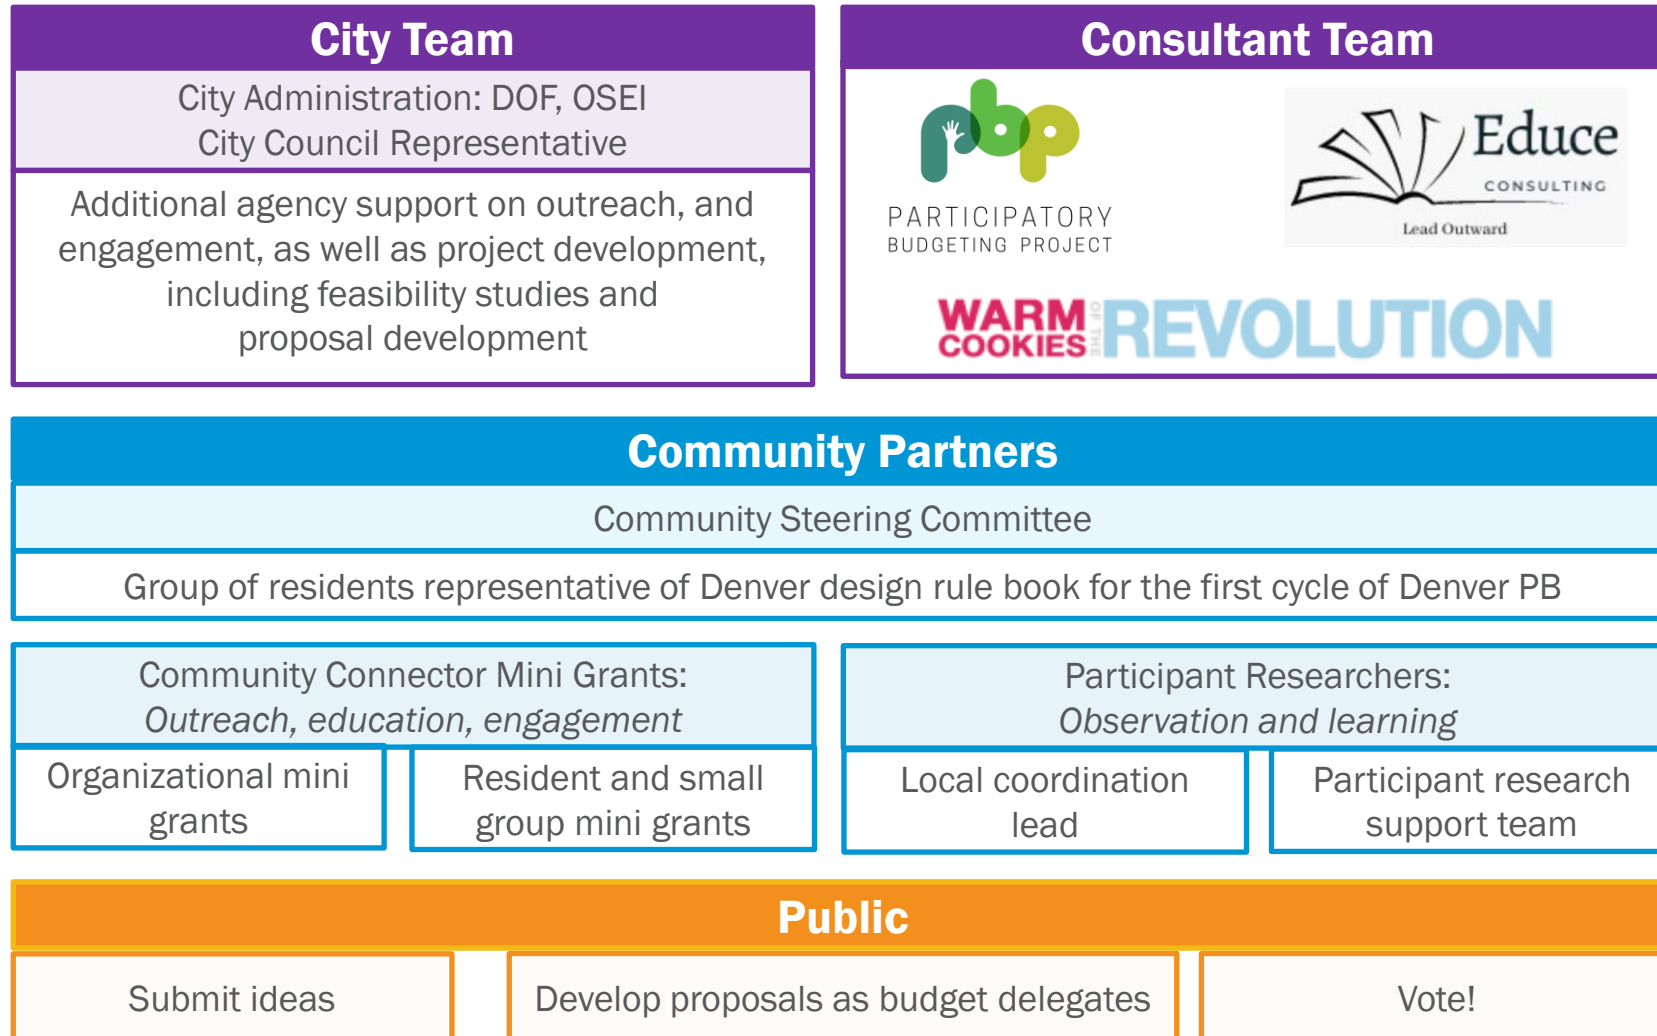 City Team
City Administration: DOF, OSEI
City Council Representative
Additional agency support on outreach, and
engagement, as well as project development,
including feasibility studies and
proposal development
Consultant Team
pbp
PARTICIPATORY
BUDGETING PROJECT
Educe
CONSULTING
Lead Outward
WARM
COOKIES
OF THE
REVOLUTION
Community Partners
Community Steering Committee
Group of residents representative of Denver design rule book for the first cycle of Denver PB
Community Connector Mini Grants:
Outreach, education, engagement
Organizational mini
grants
Resident and small
group mini grants
Participant Researchers:
Observation and learning
Local coordination
lead
Participant research
support team
Public
Submit ideas
Develop proposals as budget delegates
Vote!